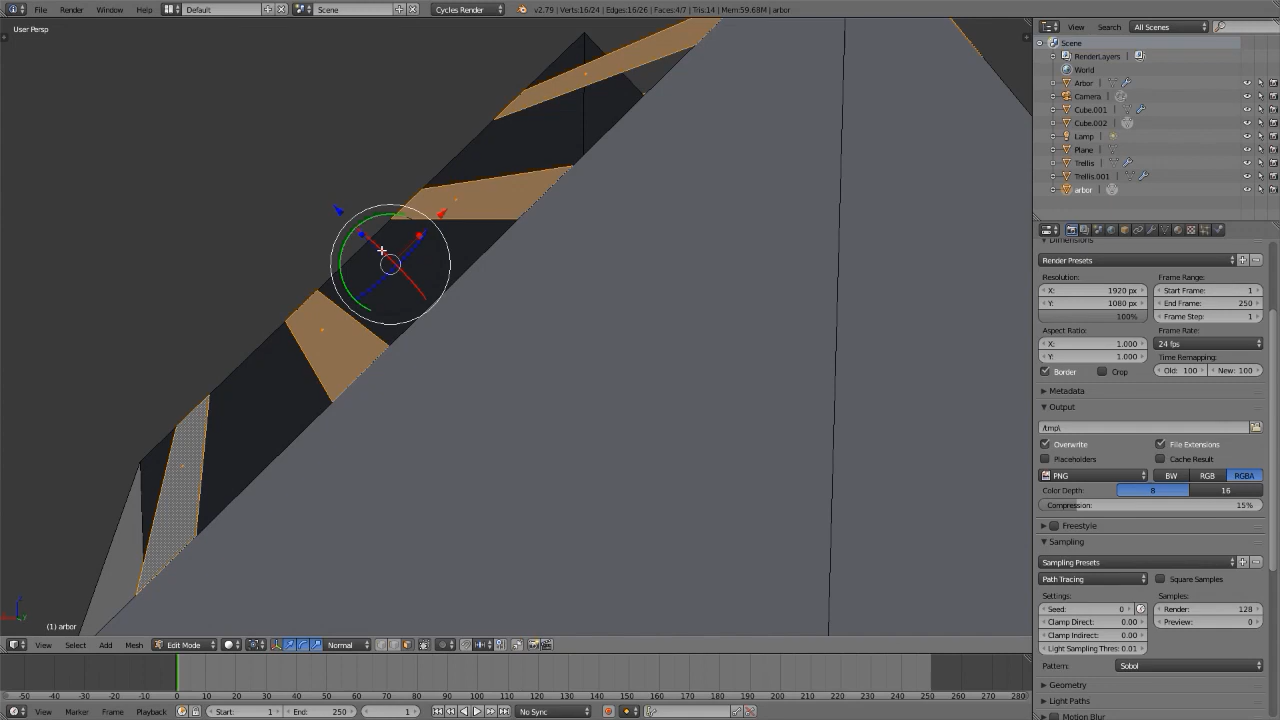 File Render Window Help Default Scene Cycles Render v2.79 | Verts:16/24 | Edges:16/26 | Faces:4/7 | Tris:14 | Mem:59.68M | arbor
User Persp
View Search All Scenes
Scene
RenderLayers
World
Arbor
Camera
Cube.001
Cube.002
Lamp
Plane
Trellis
Trellis.001
arbor
Dimensions
Render Presets
Resolution: Frame Range:
X: 1920 px Start Frame: 1
Y: 1080 px End Frame: 250
100% Frame Step: 1
Aspect Ratio: Frame Rate:
X: 1.000 24 fps
Y: 1.000 Time Remapping:
Border Crop Old: 100 New: 100
Metadata
Output
/tmp\
Overwrite File Extensions
Placeholders Cache Result
PNG BW RGB RGBA
Color Depth: 8 16
Compression: 15%
Freestyle
Sampling
Sampling Presets
Path Tracing Square Samples
Settings: Samples:
Seed: 0 Render: 128
Clamp Direct: 0.00 Preview: 0
Clamp Indirect: 0.00
Light Sampling Thres: 0.01
Pattern: Sobol
Geometry
Light Paths
Motion Blur
(1) arbor
View Select Add Mesh Edit Mode Normal
-50 -40 -30 -20 -10 0 10 20 30 40 50 60 70 80 90 100 110 120 130 140 150 160 170 180 190 200 210 220 230 240 250 260 270 280
View Marker Frame Playback Start: 1 End: 250 1 No Sync